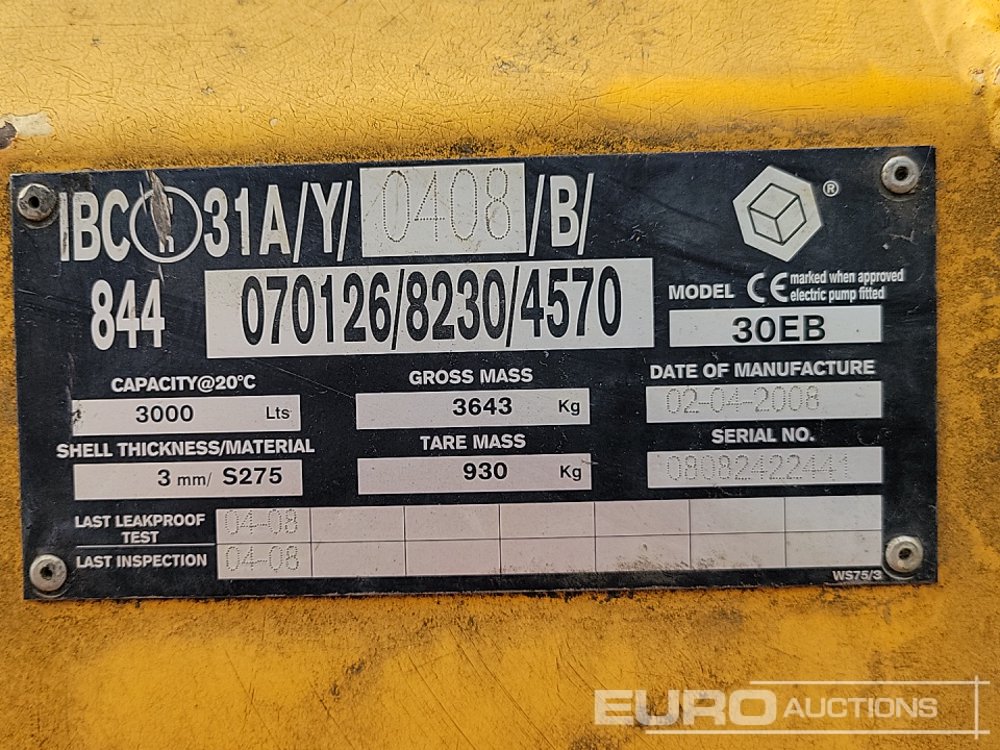 IBC n 31A/Y/ 0408 /B/
844 070126/8230/4570
®
MODEL CE marked when approved
electric pump fitted
30EB
CAPACITY@20°C
3000 Lts
GROSS MASS
3643 Kg
DATE OF MANUFACTURE
02-04-2008
SHELL THICKNESS/MATERIAL
3 mm/ S275
TARE MASS
930 Kg
SERIAL NO.
08082422441
LAST LEAKPROOF
TEST
04-08
LAST INSPECTION 04-08
WS75/3
EURO AUCTIONS